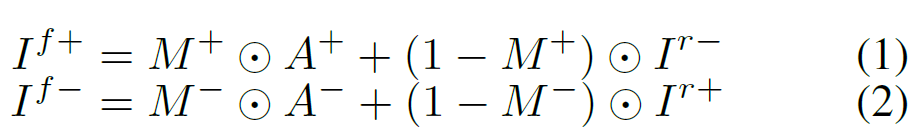 I^{f+} = M^{+} ⊙ A^{+} + (1 − M^{+}) ⊙ I^{r−} (1)
I^{f−} = M^{−} ⊙ A^{−} + (1 − M^{−}) ⊙ I^{r+} (2)